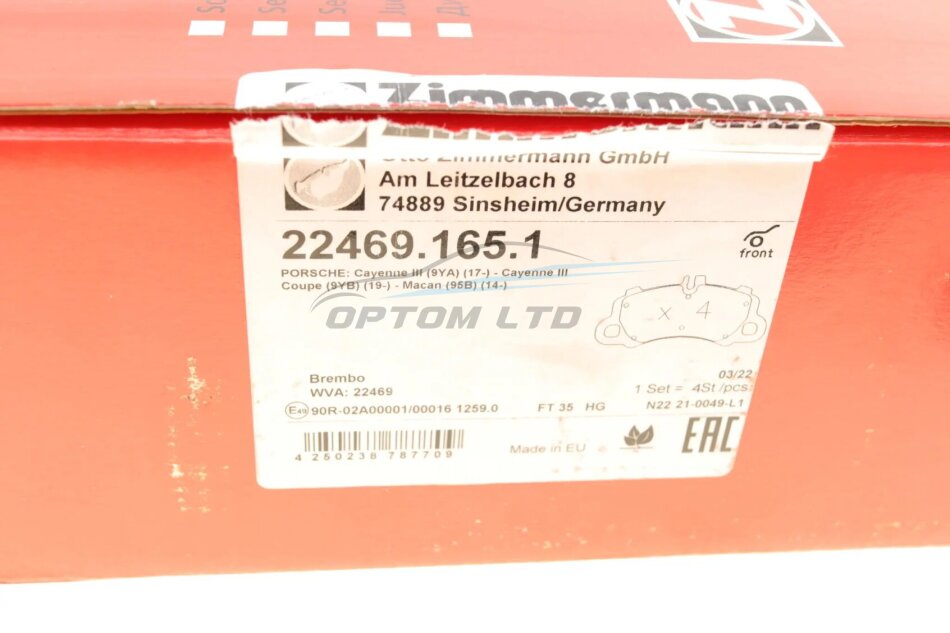 Zimmermann
Otto Zimmermann GmbH
Am Leitzelbach 8
74889 Sinsheim/Germany
22469.165.1
front
PORSCHE: Cayenne III (9YA) (17-) - Cayenne III
Coupe (9YB) (19-) - Macan (95B) (14-)
x 4
OPTOM LTD
Brembo
WVA: 22469
03/22
1 Set = 4St /pcs
E49 90R-02A00001/00016 1259.0 FT 35 HG N22 21-0049-L1
Made in EU
EAC
4 250238 787709